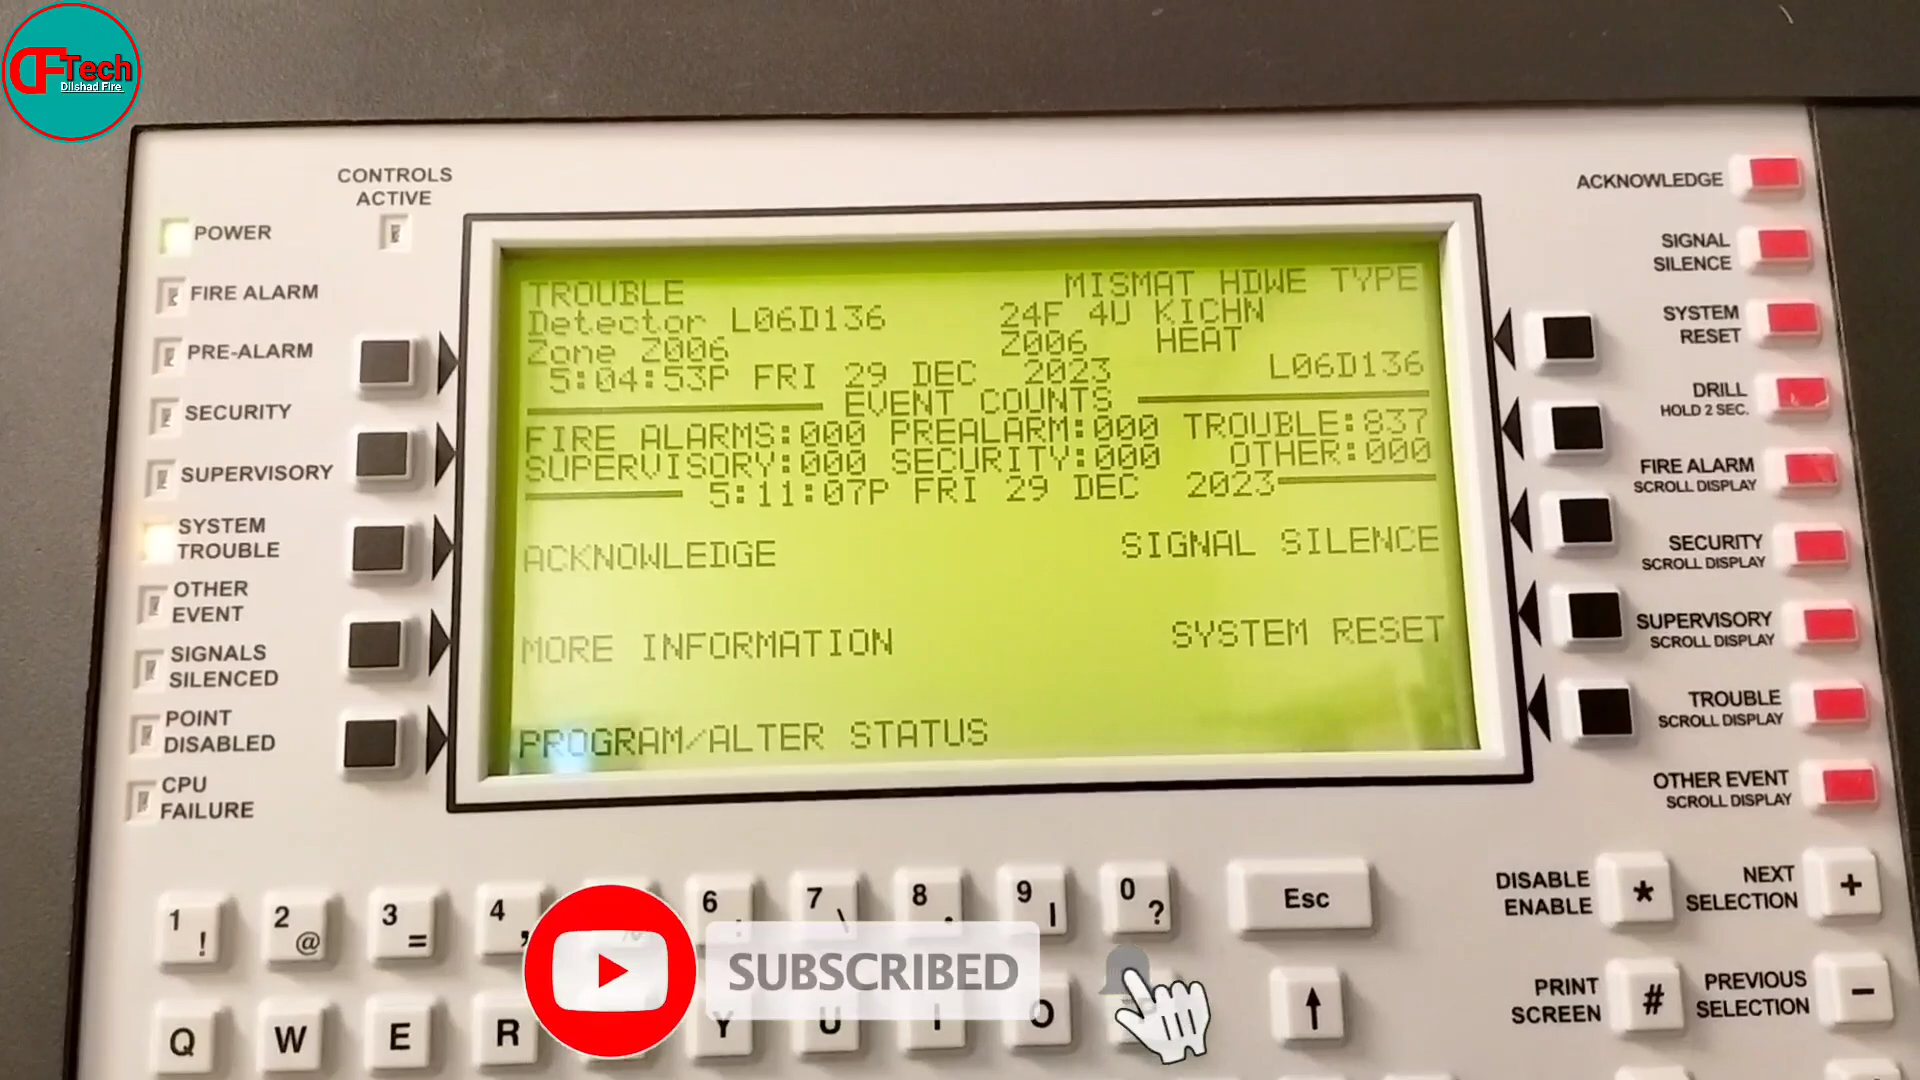 DFTech
Dilshad Fire
CONTROLS
ACTIVE
POWER
FIRE ALARM
PRE-ALARM
SECURITY
SUPERVISORY
SYSTEM
TROUBLE
OTHER
EVENT
SIGNALS
SILENCED
POINT
DISABLED
CPU
FAILURE
TROUBLE MISMAT HDWE TYPE
Detector L06D136 24F 4U KICHN
Zone Z006 Z006 HEAT
5:04:53P FRI 29 DEC 2023 L06D136
EVENT COUNTS
FIRE ALARMS:000 PREALARM:000 TROUBLE:837
SUPERVISORY:000 SECURITY:000 OTHER:000
5:11:07P FRI 29 DEC 2023
ACKNOWLEDGE SIGNAL SILENCE
MORE INFORMATION SYSTEM RESET
PROGRAM/ALTER STATUS
ACKNOWLEDGE
SIGNAL
SILENCE
SYSTEM
RESET
DRILL
HOLD 2 SEC.
FIRE ALARM
SCROLL DISPLAY
SECURITY
SCROLL DISPLAY
SUPERVISORY
SCROLL DISPLAY
TROUBLE
SCROLL DISPLAY
OTHER EVENT
SCROLL DISPLAY
1 ! 2 @ 3 = 4 , 6 : 7 \ 8 9 0 ? Esc
DISABLE
ENABLE
*
NEXT
SELECTION
+
SUBSCRIBED
Q W E R Y U I O ↑
PRINT
SCREEN
#
PREVIOUS
SELECTION
−